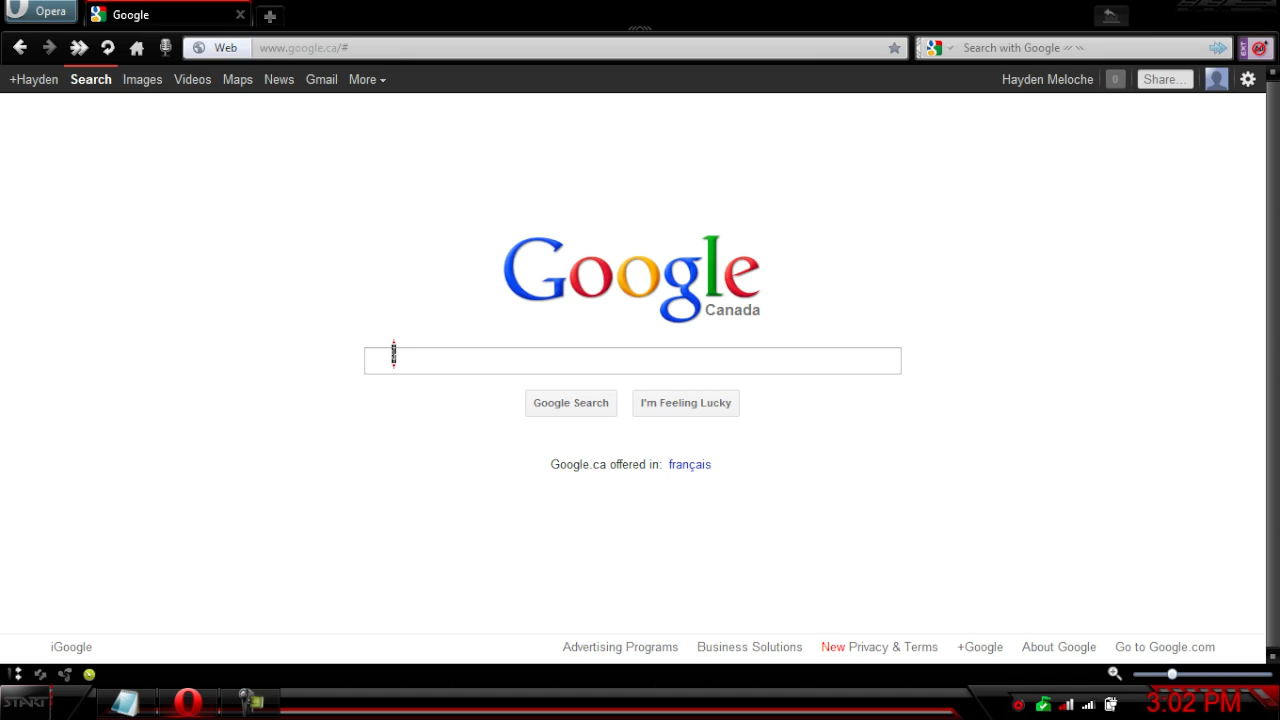 Opera
Google
Web
www.google.ca/#
Search with Google
EXT
+Hayden Search Images Videos Maps News Gmail More
Hayden Meloche 0 Share...
Google
Canada
Google Search I'm Feeling Lucky
Google.ca offered in: français
iGoogle
Advertising Programs Business Solutions New Privacy & Terms +Google About Google Go to Google.com
START
3:02 PM